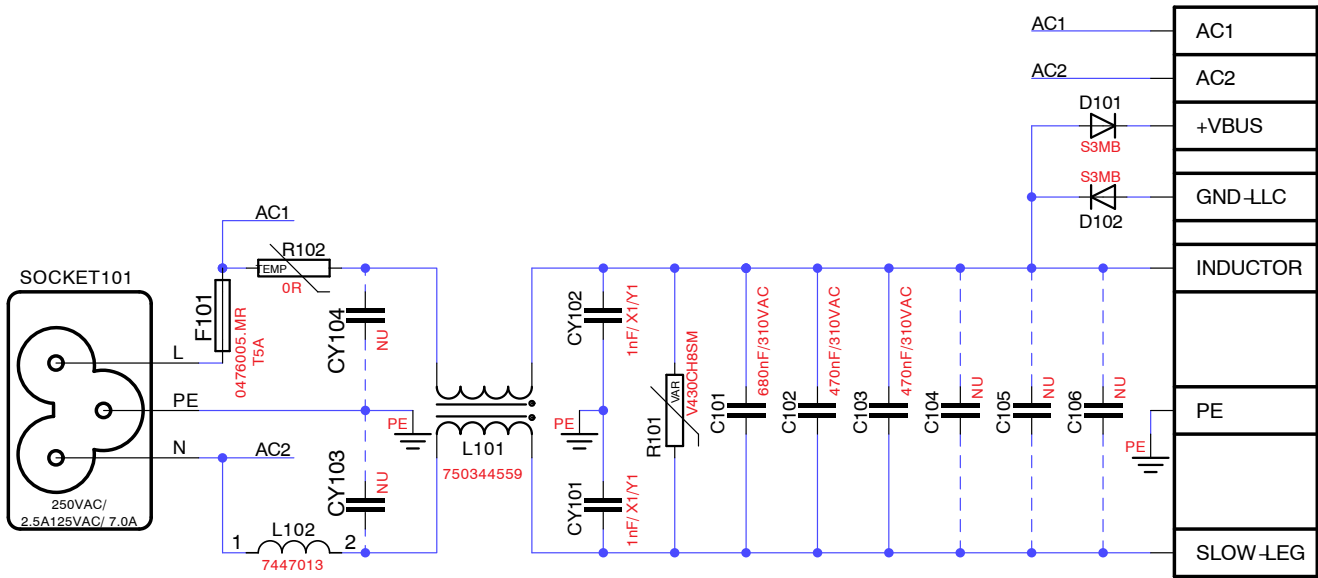 AC1
AC1
AC2
AC2
D101
S3MB
+VBUS
S3MB
D102
GND-LLC
AC1
R102
TEMP
0R
INDUCTOR
SOCKET101
F101
0476005.MR
T5A
L
PE
N
AC2
250VAC/
2.5A125VAC/ 7.0A
CY104
NU
PE
CY103
NU
1
L102
2
7447013
L101
750344559
CY102
1nF/ X1/Y1
PE
CY101
1nF/ X1/Y1
R101
VAR
V430CH8SM
C101
680nF/310VAC
C102
470nF/310VAC
C103
470nF/310VAC
C104
NU
C105
NU
C106
NU
PE
PE
SLOW-LEG